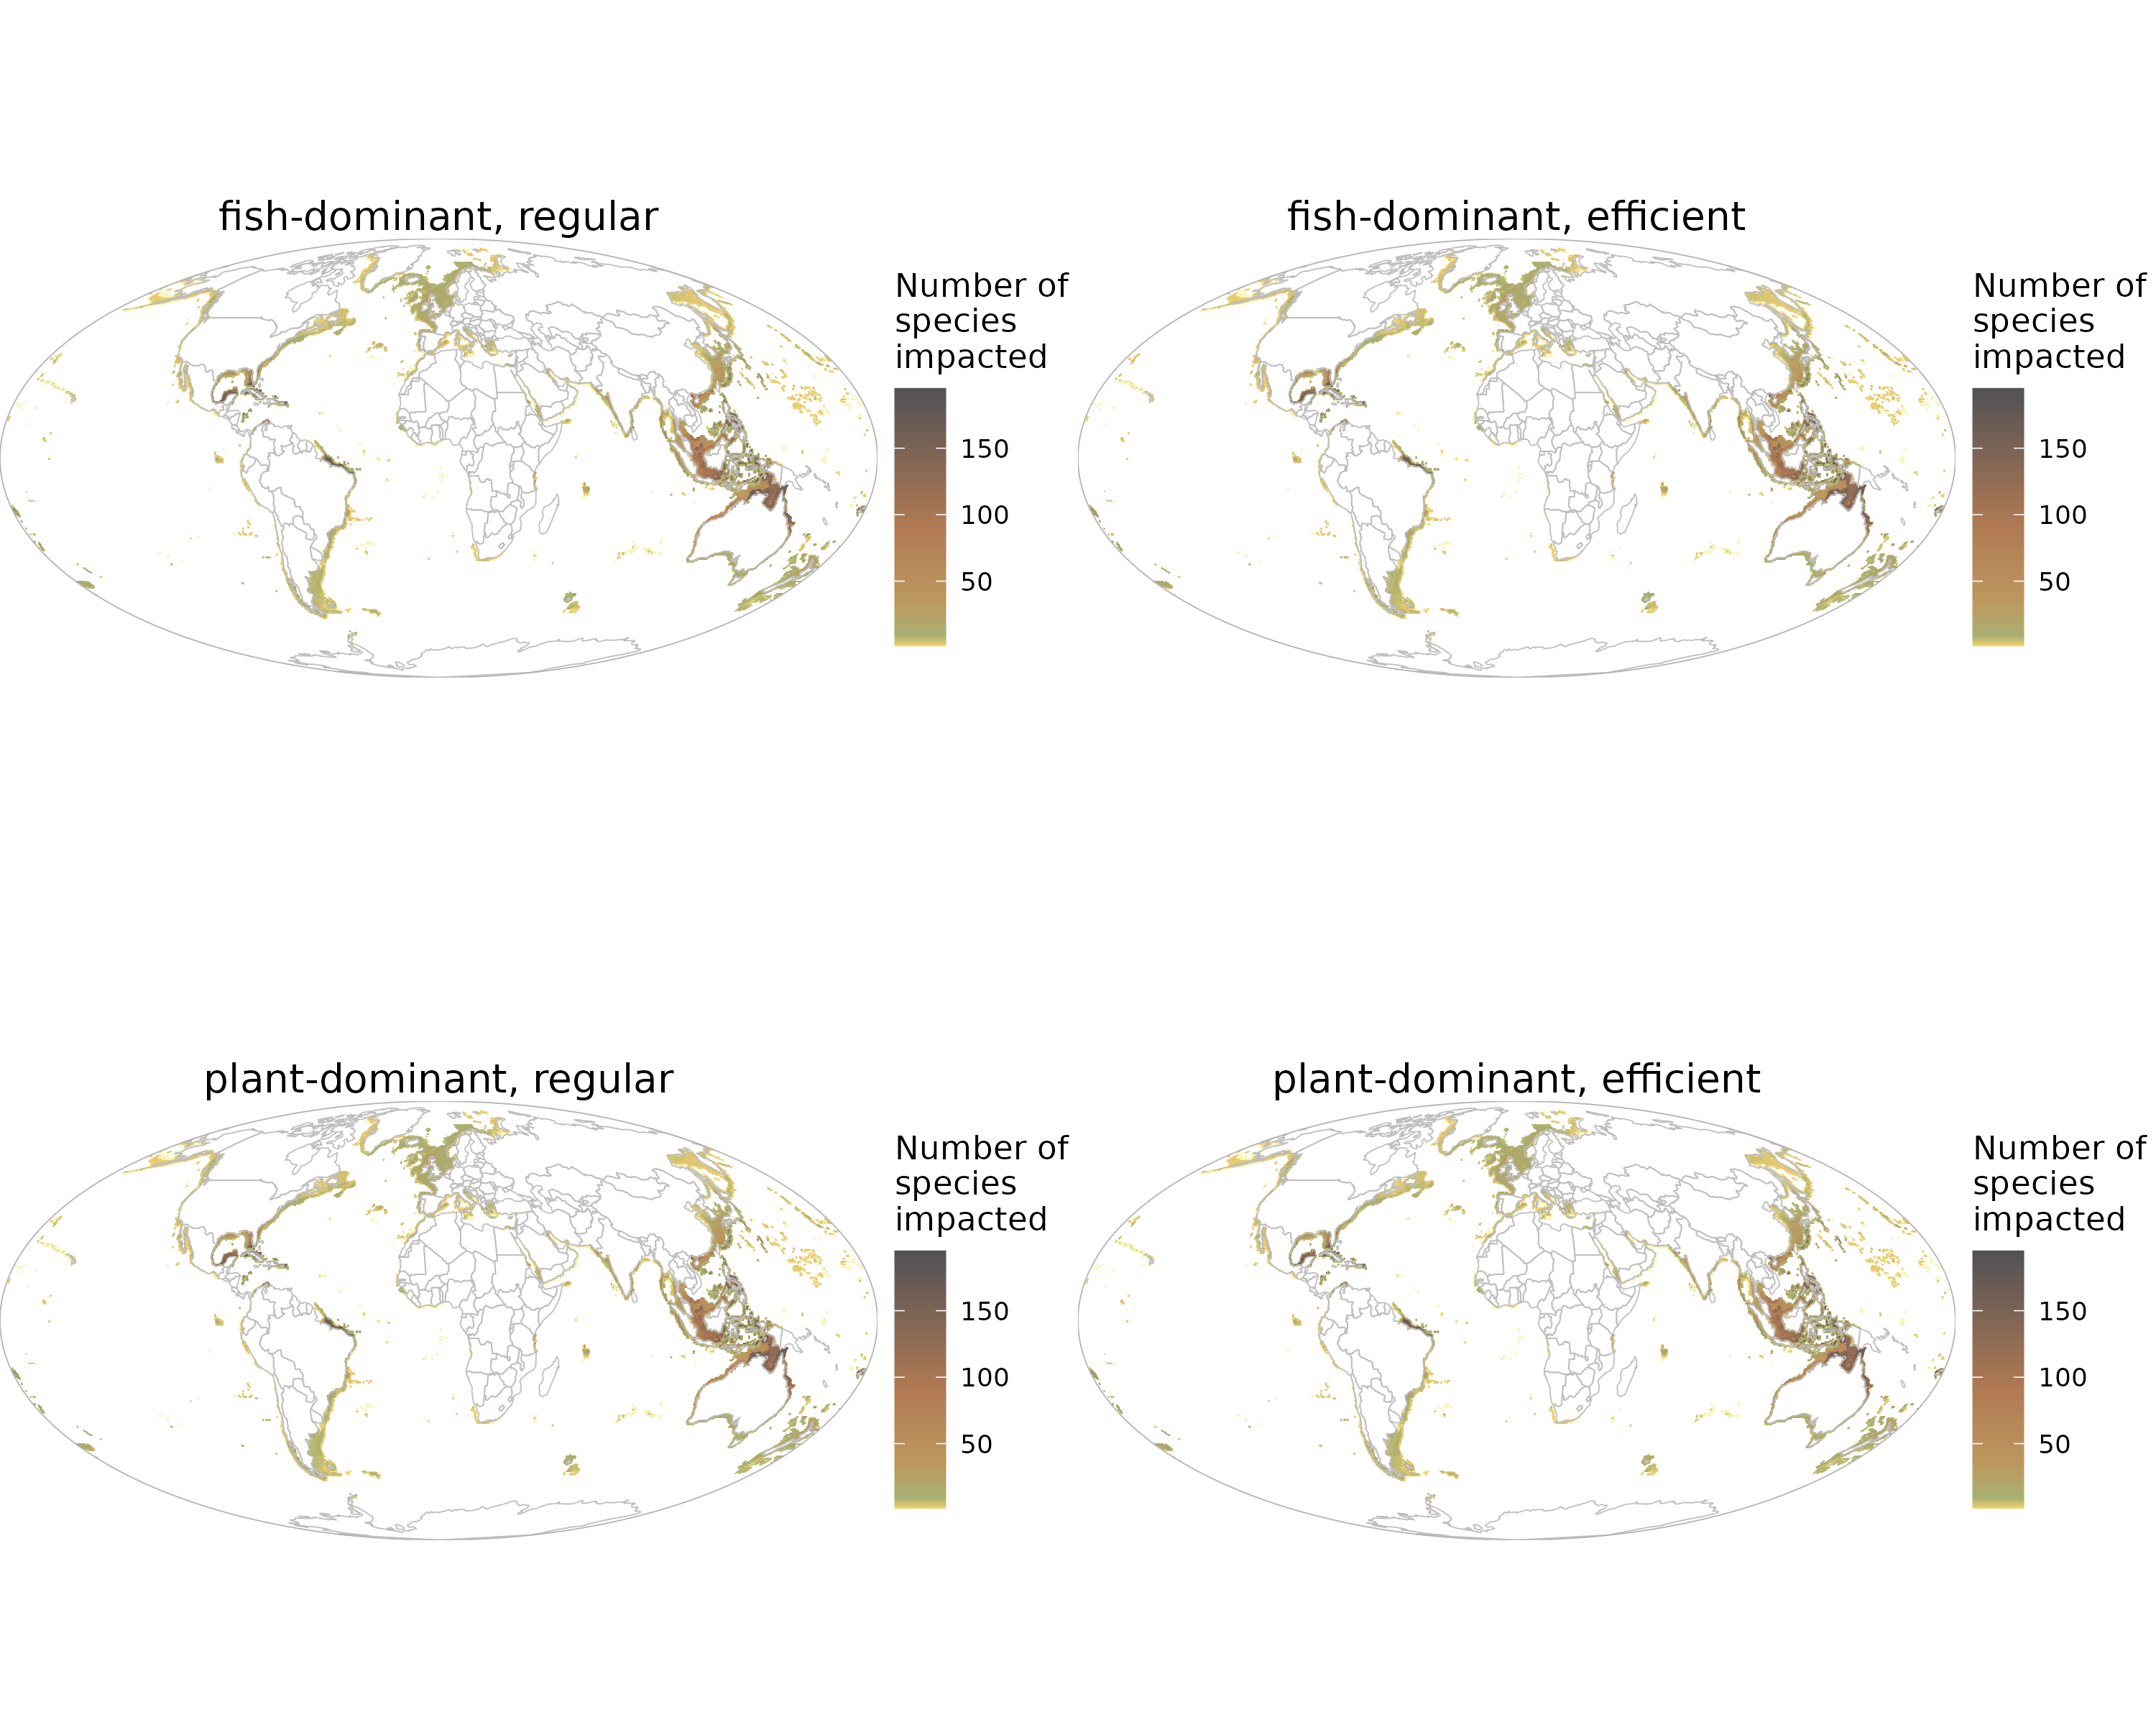 fish-dominant, regular
Number of
species
impacted
150
100
50
fish-dominant, efficient
Number of
species
impacted
150
100
50
plant-dominant, regular
Number of
species
impacted
150
100
50
plant-dominant, efficient
Number of
species
impacted
150
100
50